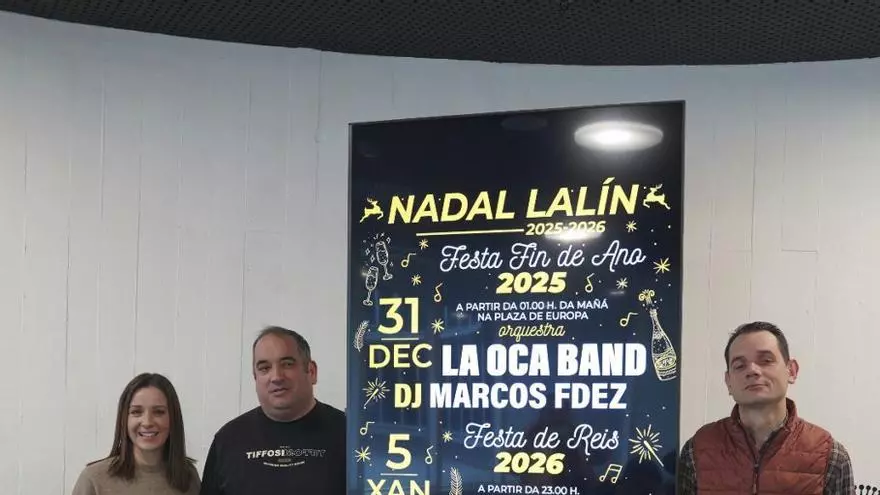 NADAL LALÍN
2025-2026
Festa Fin de Ano
2025
A PARTIR DA 01.00 H. DA MAÑÁ
NA PLAZA DE EUROPA
orquestra
31
DEC
LA OCA BAND
DJ MARCOS FDEZ
5
XAN
Festa de Reis
2026
A PARTIR DA 23.00 H.
TIFFOSI